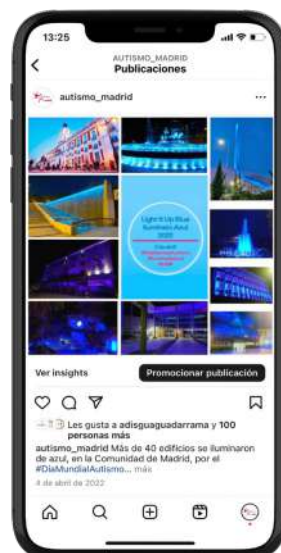 13:25
AUTISMO_MADRID
Publicaciones
autismo_madrid
Light It Up Blue
Ilumínalo Azul
2022
Ver insights
Promocionar publicación
Les gusta a adisguaguadarrama y 100
personas más
autismo_madrid Más de 40 edificios se iluminaron
de azul, en la Comunidad de Madrid, por el
#DíaMundialAutismo... más
4 de abril de 2022